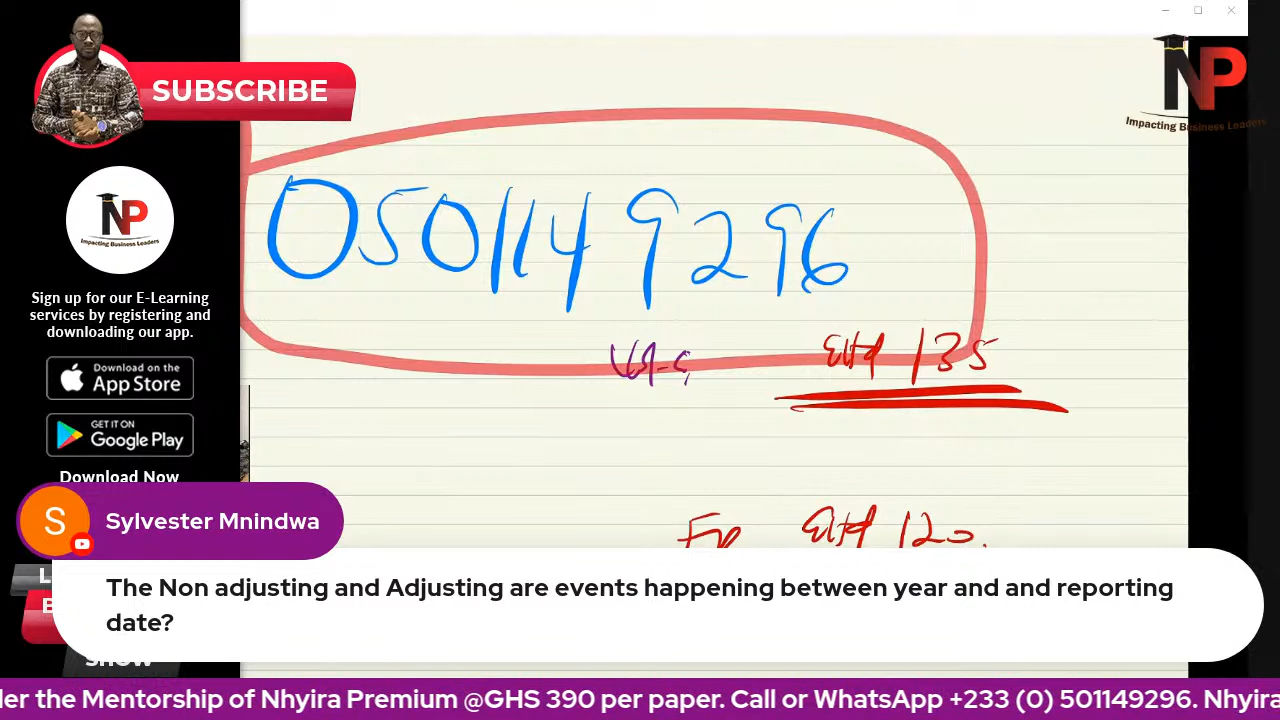 SUBSCRIBE
NP
Impacting Business Leaders
0501149296
NP
Impacting Business Leaders
Sign up for our E-Learning
services by registering and
downloading our app.
135
Download on the
App Store
GET IT ON
Google Play
Download Now
S
Sylvester Mnindwa
120.
The Non adjusting and Adjusting are events happening between year and and reporting
date?
Show
der the Mentorship of Nhyira Premium @GHS 390 per paper. Call or WhatsApp +233 (0) 501149296. Nhyira